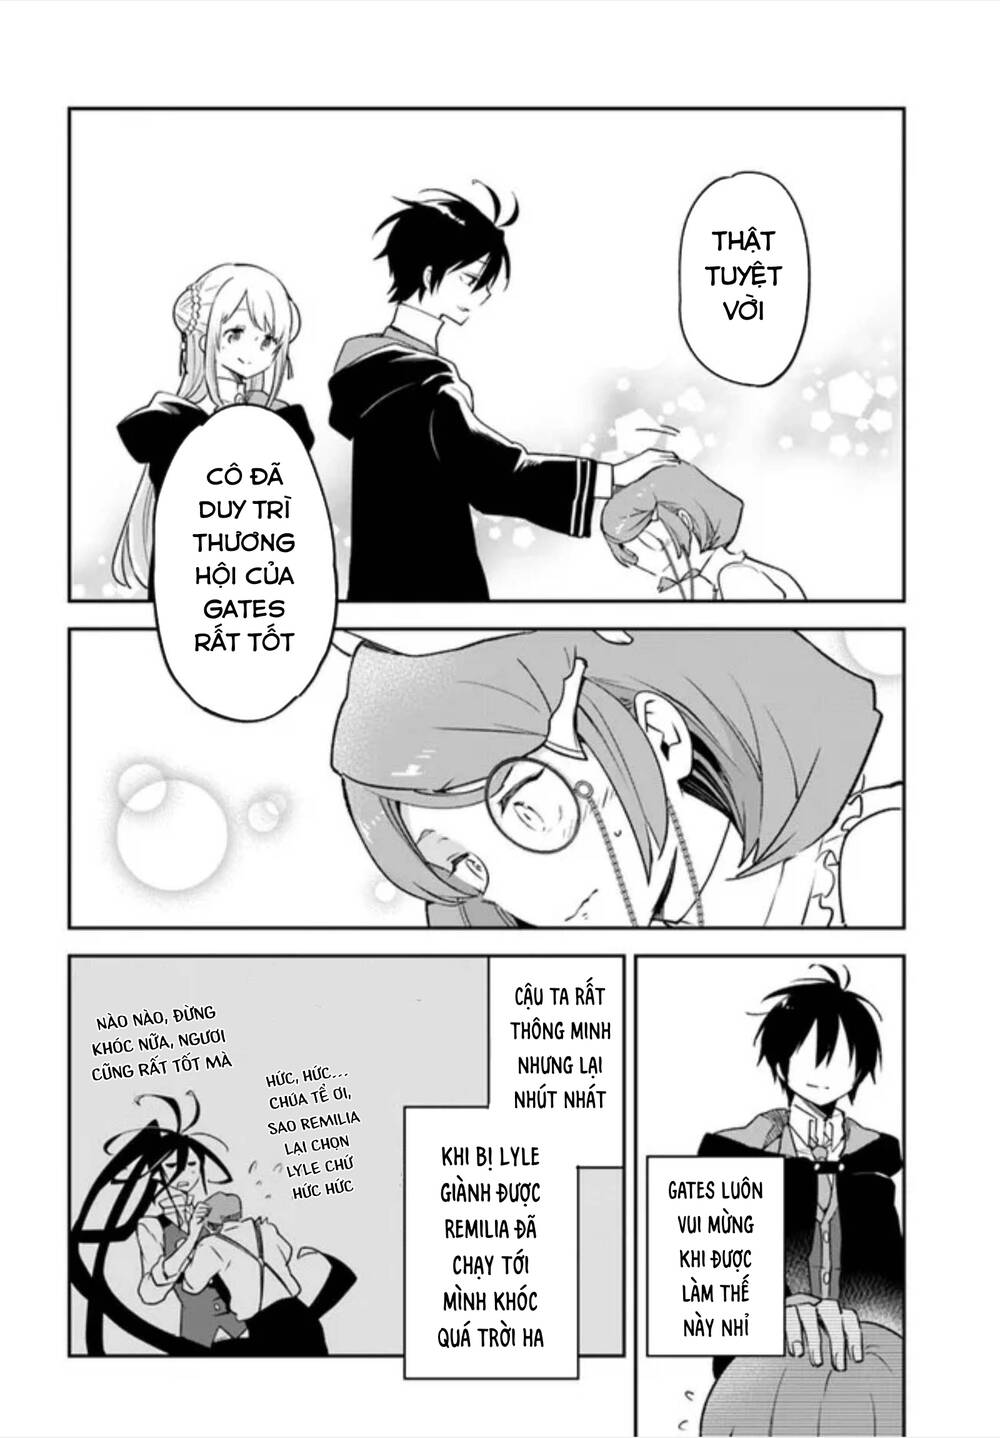 THẬT
TUYỆT
VỜI
CÔ ĐÃ
DUY TRÌ
THƯƠNG
HỘI CỦA
GATES
RẤT TỐT
GATES LUÔN
VUI MỪNG
KHI ĐƯỢC
LÀM THẾ
NÀY NHỈ
CẬU TA RẤT
THÔNG MINH
NHƯNG LẠI
NHÚT NHÁT
KHI BỊ LYLE
GIÀNH ĐƯỢC
REMILIA ĐÃ
CHẠY TỚI
MÌNH KHÓC
QUÁ TRỜI HA
HỨC, HỨC...
CHÚA TỂ ƠI,
SAO REMILIA
LẠI CHỌN
LYLE CHỨ
HỨC HỨC
NÀO NÀO, ĐỪNG
KHÓC NỮA, NGƯƠI
CŨNG RẤT TỐT MÀ